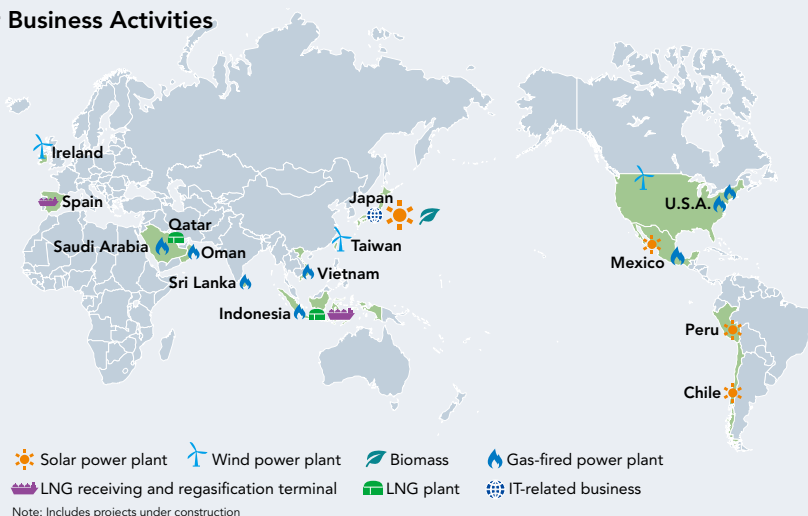 Business Activities
Ireland
Spain
Japan
Qatar
U.S.A.
Saudi Arabia
Oman
Taiwan
Mexico
Sri Lanka
Vietnam
Indonesia
Peru
Chile
Solar power plant
Wind power plant
Biomass
Gas-fired power plant
LNG receiving and regasification terminal
LNG plant
IT-related business
Note: Includes projects under construction